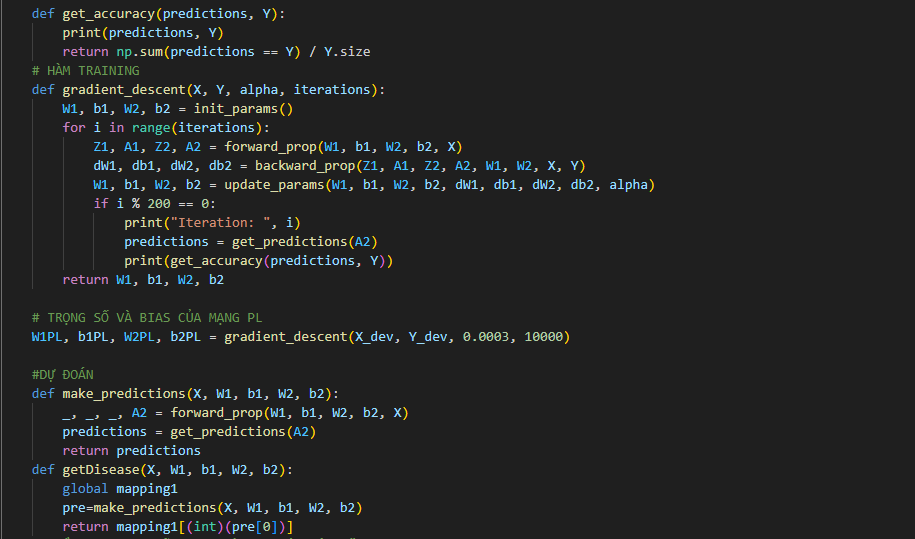 def get_accuracy(predictions, Y):
    print(predictions, Y)
    return np.sum(predictions == Y) / Y.size
# HÀM TRAINING
def gradient_descent(X, Y, alpha, iterations):
    W1, b1, W2, b2 = init_params()
    for i in range(iterations):
        Z1, A1, Z2, A2 = forward_prop(W1, b1, W2, b2, X)
        dW1, db1, dW2, db2 = backward_prop(Z1, A1, Z2, A2, W1, W2, X, Y)
        W1, b1, W2, b2 = update_params(W1, b1, W2, b2, dW1, db1, dW2, db2, alpha)
        if i % 200 == 0:
            print("Iteration: ", i)
            predictions = get_predictions(A2)
            print(get_accuracy(predictions, Y))
    return W1, b1, W2, b2
# TRỌNG SỐ VÀ BIAS CỦA MẠNG PL
W1PL, b1PL, W2PL, b2PL = gradient_descent(X_dev, Y_dev, 0.0003, 10000)
#DỰ ĐOÁN
def make_predictions(X, W1, b1, W2, b2):
    _, _, _, A2 = forward_prop(W1, b1, W2, b2, X)
    predictions = get_predictions(A2)
    return predictions
def getDisease(X, W1, b1, W2, b2):
    global mapping1
    pre=make_predictions(X, W1, b1, W2, b2)
    return mapping1[(int)(pre[0])]